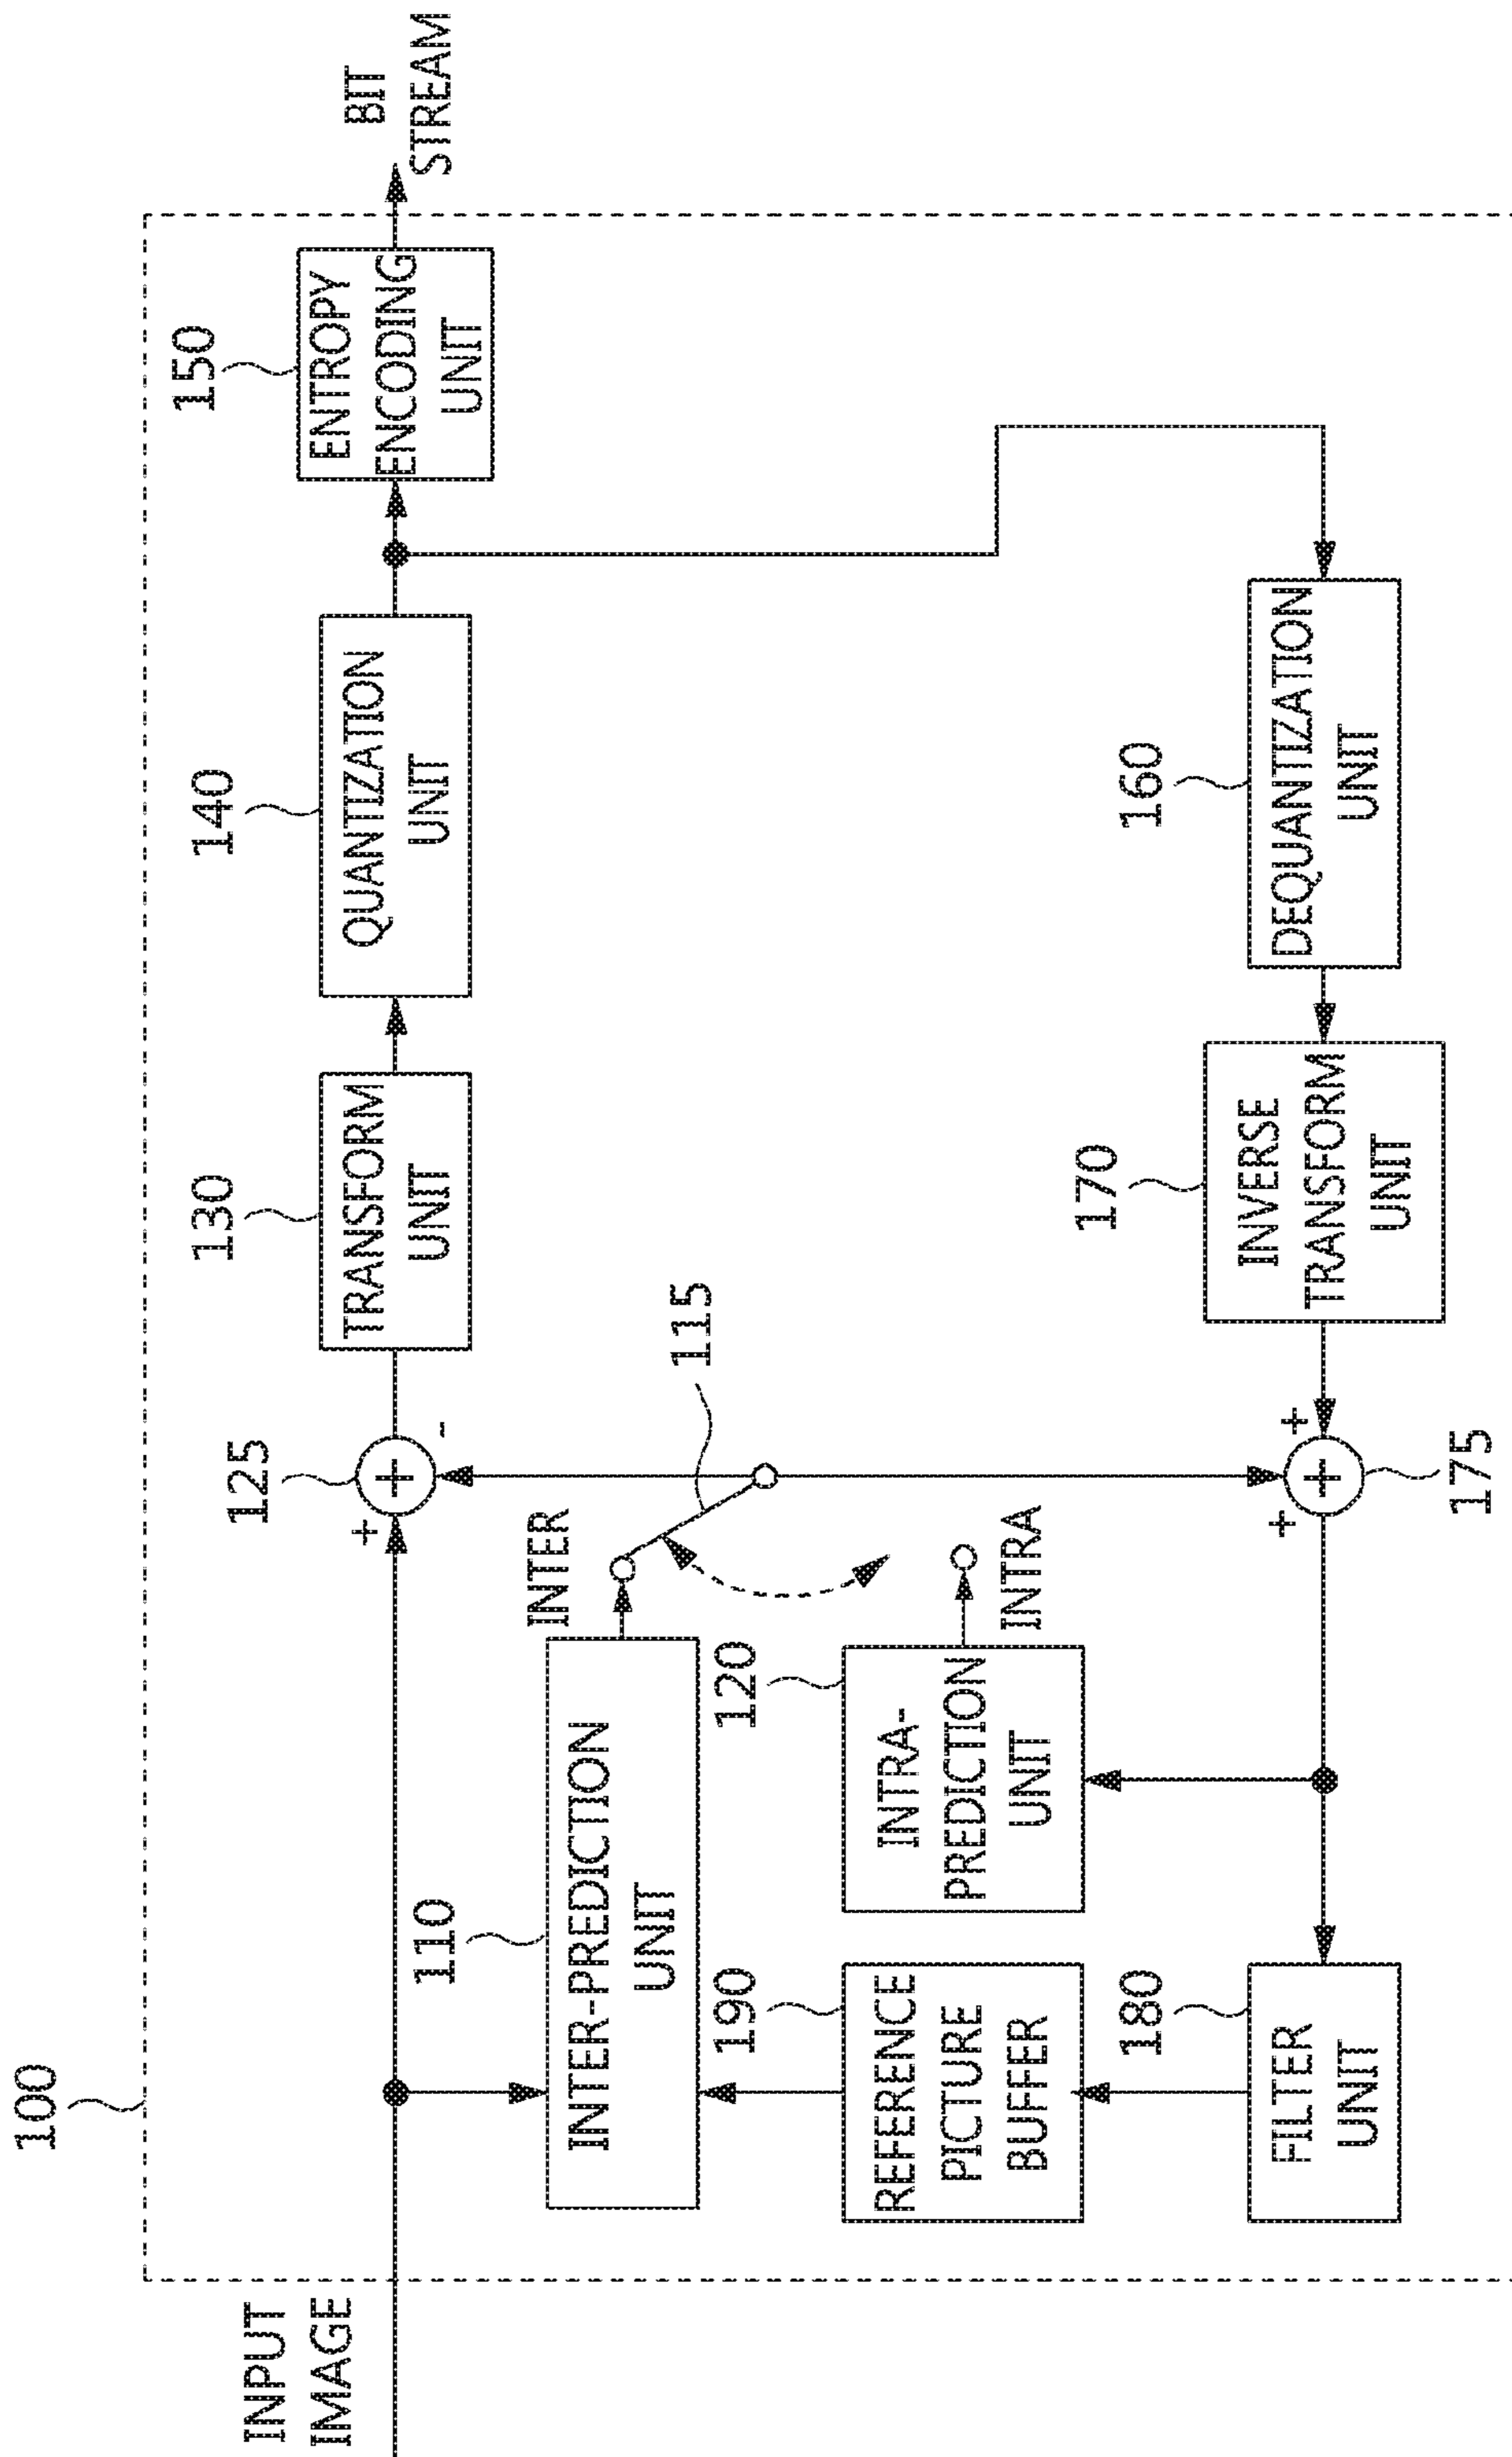 100
INPUT
IMAGE
125
+
-
+
130
TRANSFORM
UNIT
140
QUANTIZATION
UNIT
150
ENTROPY
ENCODING
UNIT
BIT
STREAM
110
INTER-PREDICTION
UNIT
INTER
115
190
REFERENCE
PICTURE
BUFFER
120
INTRA-
PREDICTION
UNIT
INTRA
180
FILTER
UNIT
+
+
+
175
170
INVERSE
TRANSFORM
UNIT
160
DEQUANTIZATION
UNIT